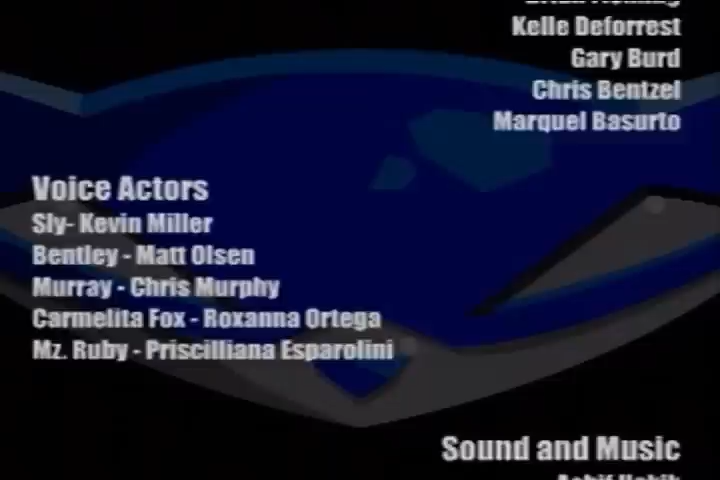 Kelle Deforrest
Gary Burd
Chris Bentzel
Marquel Basurto
Voice Actors
Sly- Kevin Miller
Bentley - Matt Olsen
Murray - Chris Murphy
Carmelita Fox - Roxanna Ortega
Mz. Ruby - Priscilliana Esparolini
Sound and Music